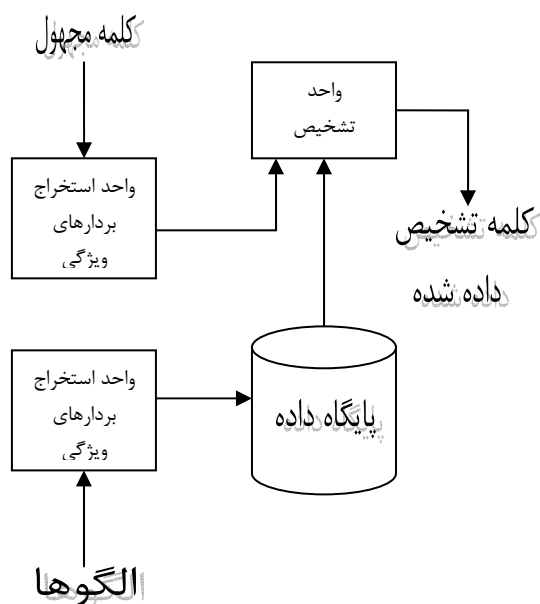 کلمه مجهول
واحد
تشخیص
واحد استخراج
بردارهای
ویژگی
کلمه تشخیص
داده شده
واحد استخراج
بردارهای
ویژگی
پایگاه داده
الگوها